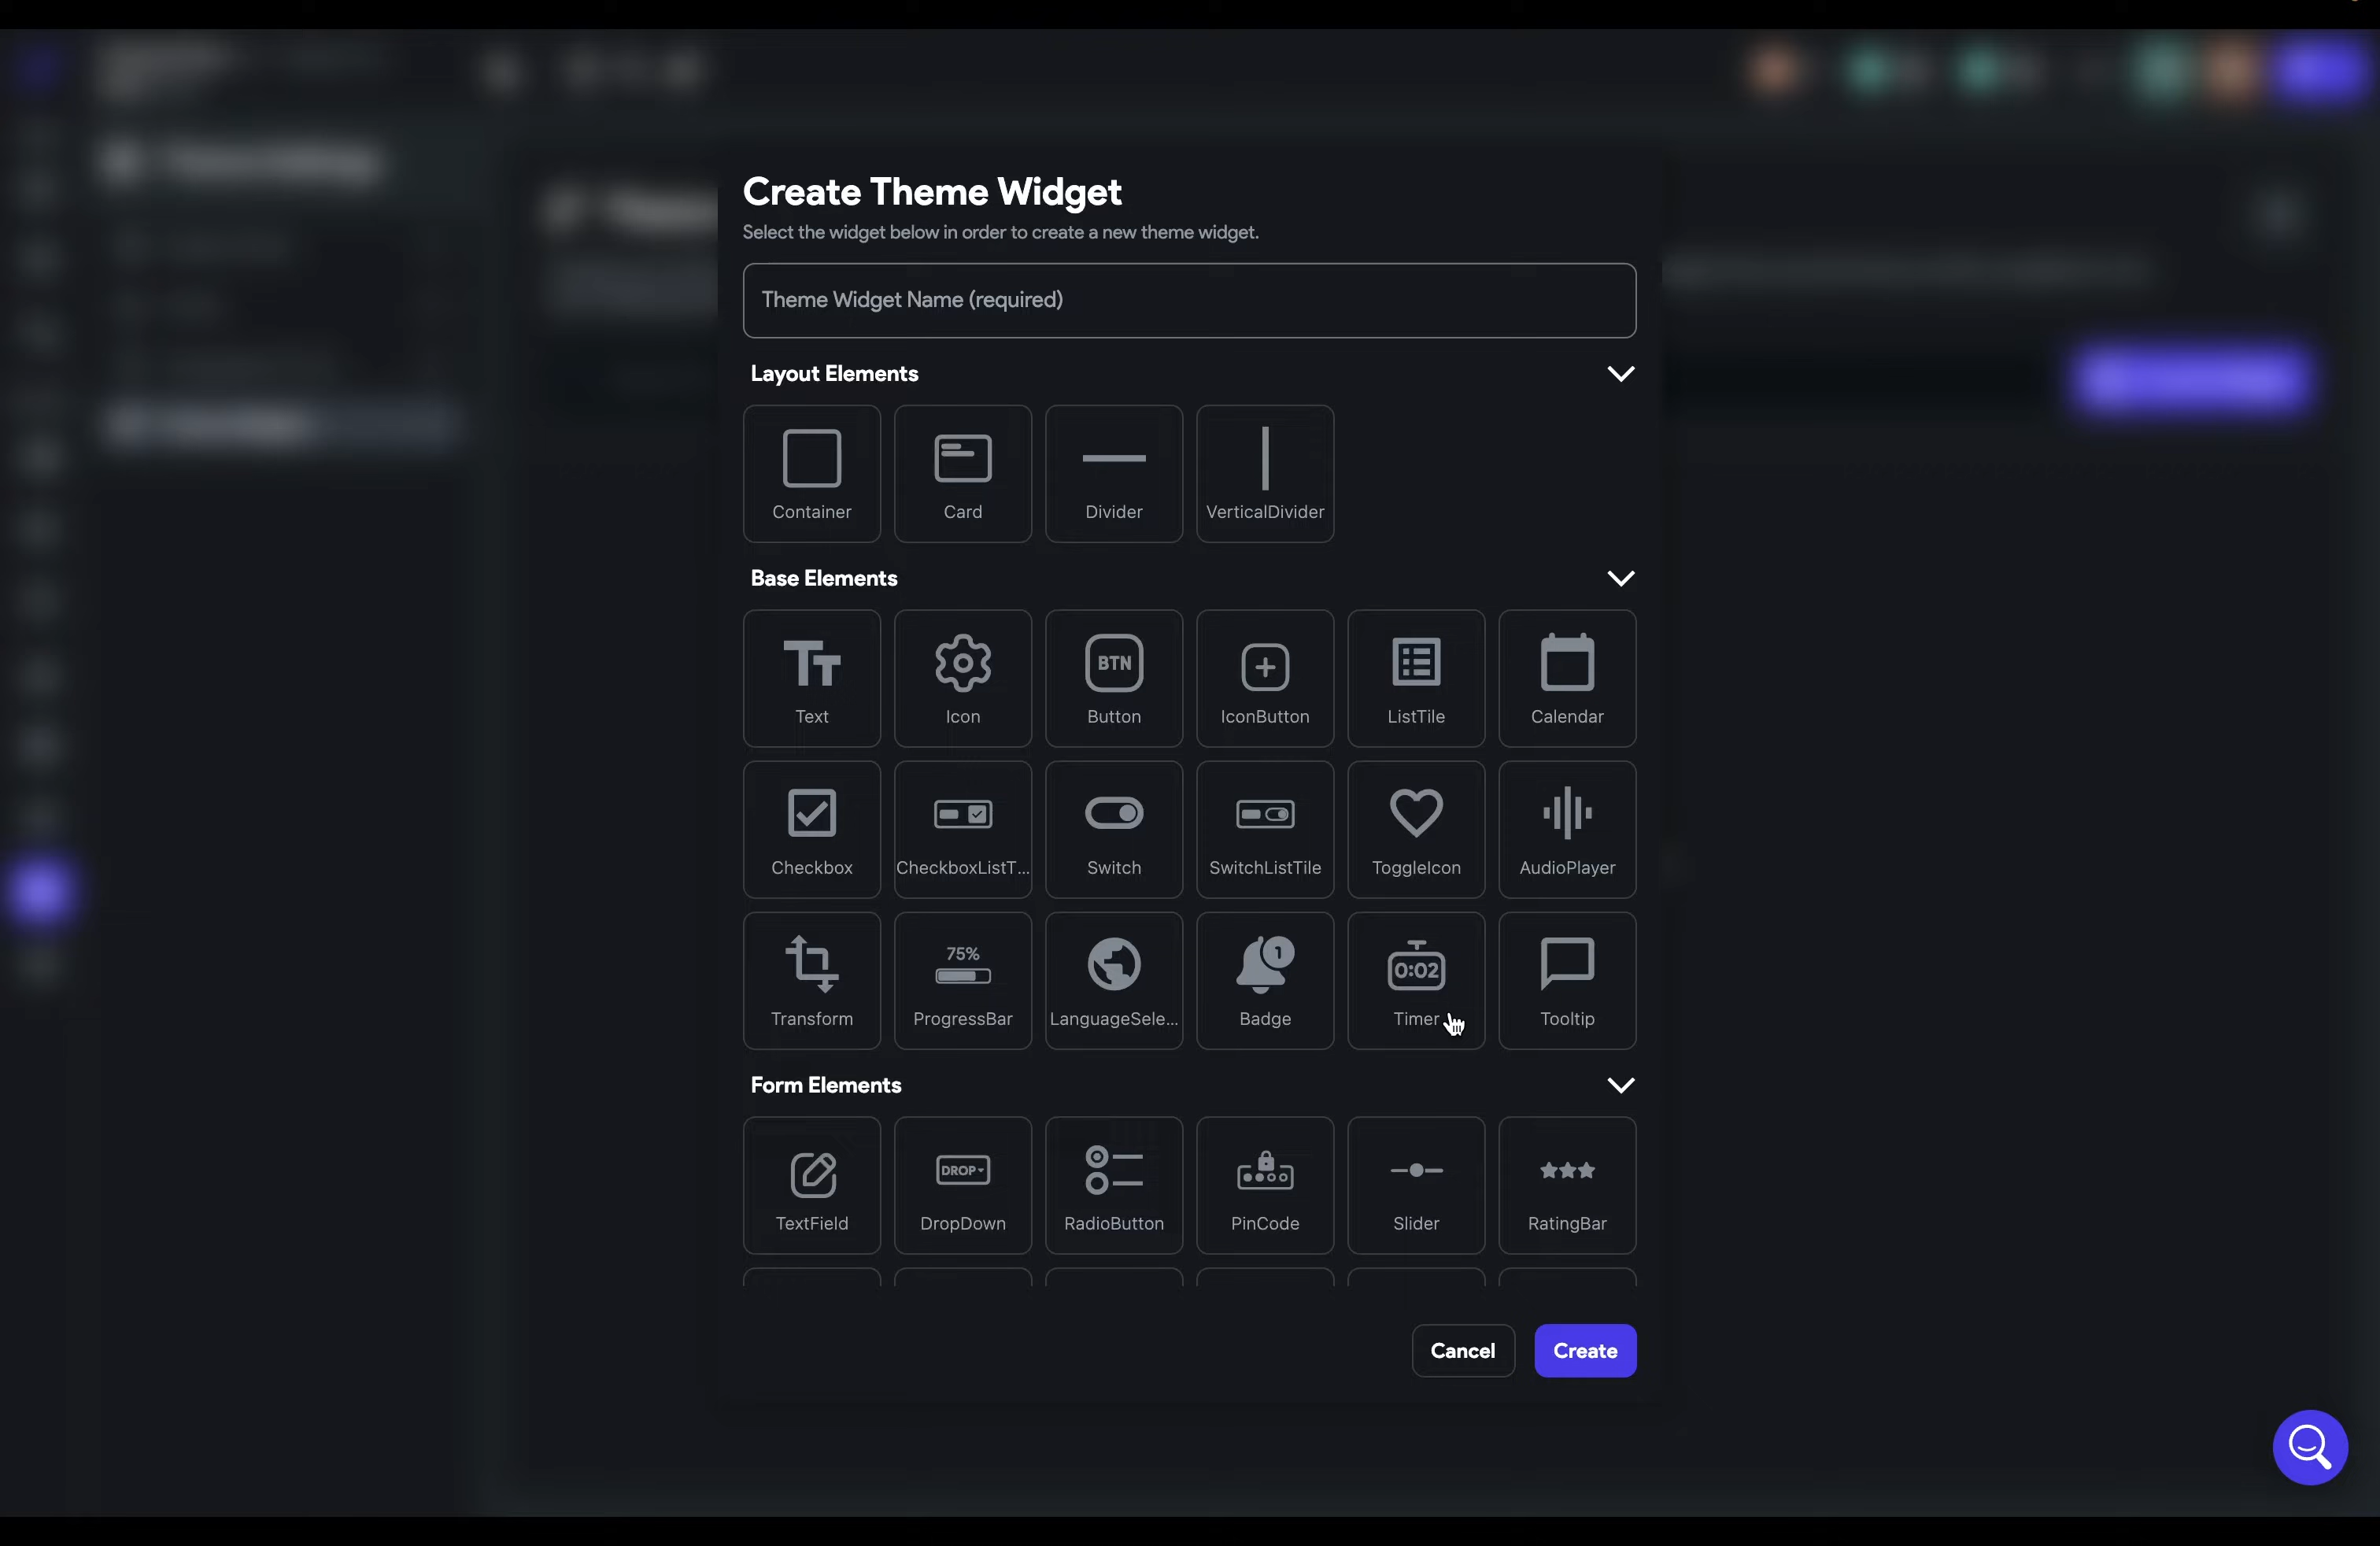 Create Theme Widget
Select the widget below in order to create a new theme widget.
Theme Widget Name (required)
Layout Elements
Container
Card
Divider
VerticalDivider
Base Elements
Text
Icon
BTN
Button
IconButton
ListTile
Calendar
Checkbox
CheckboxListT...
Switch
SwitchListTile
ToggleIcon
AudioPlayer
Transform
75%
ProgressBar
LanguageSele...
1
Badge
0:02
Timer
Tooltip
Form Elements
TextField
DROP
DropDown
RadioButton
PinCode
Slider
RatingBar
Cancel
Create